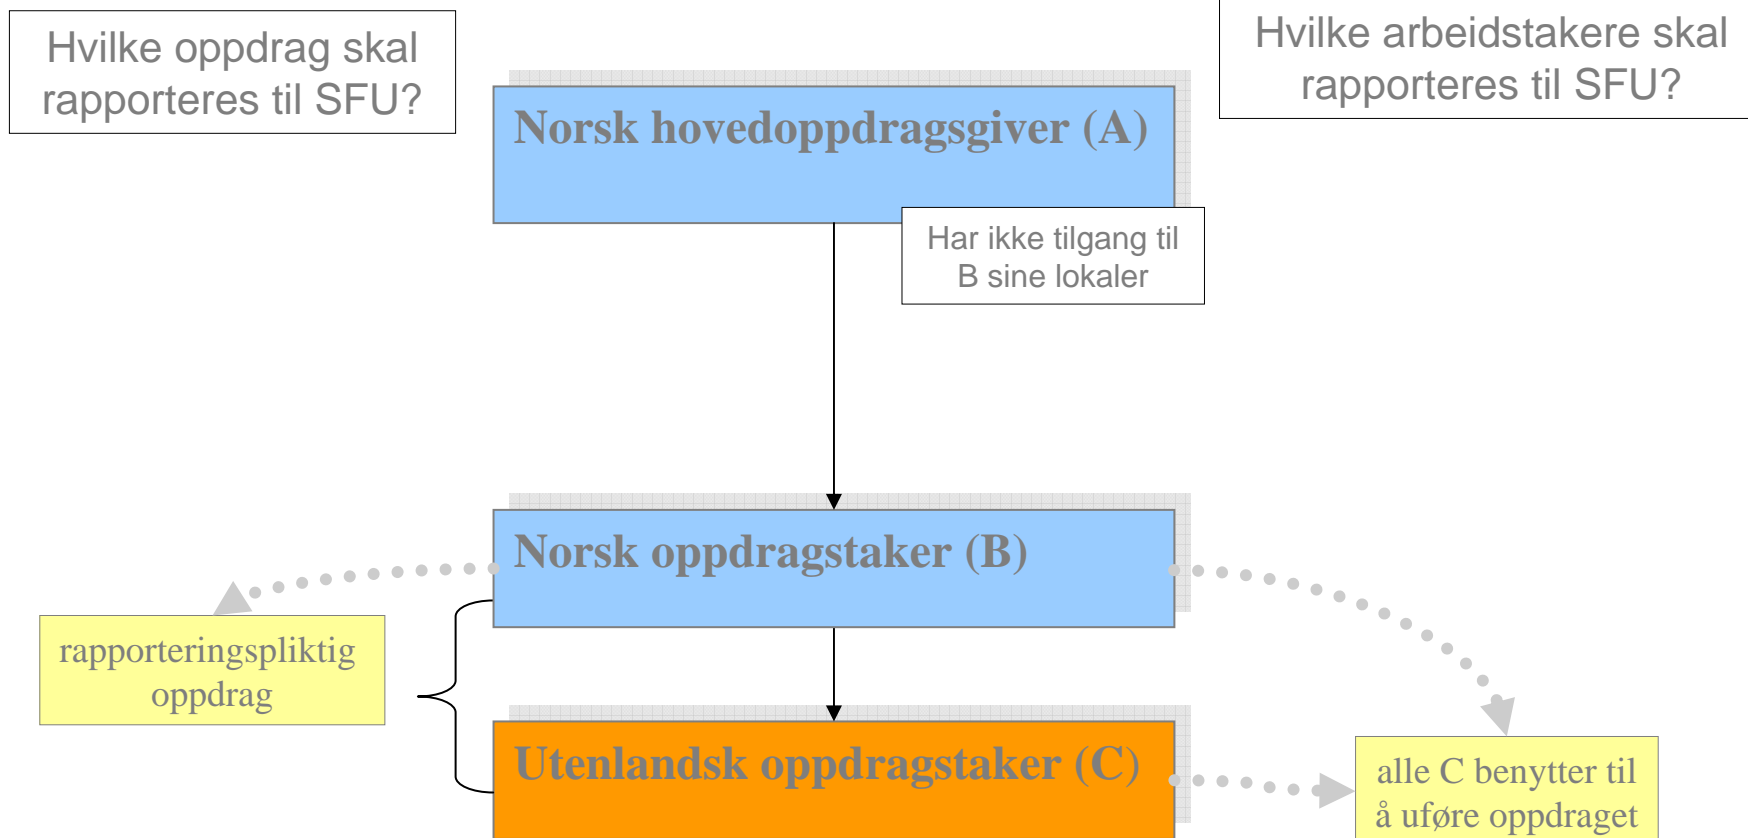 Hvilke oppdrag skal
rapporteres til SFU?
Hvilke arbeidstakere skal
rapporteres til SFU?
Norsk hovedoppdragsgiver (A)
Har ikke tilgang til
B sine lokaler
Norsk oppdragstaker (B)
rapporteringspliktig
oppdrag
Utenlandsk oppdragstaker (C)
alle C benytter til
å uføre oppdraget